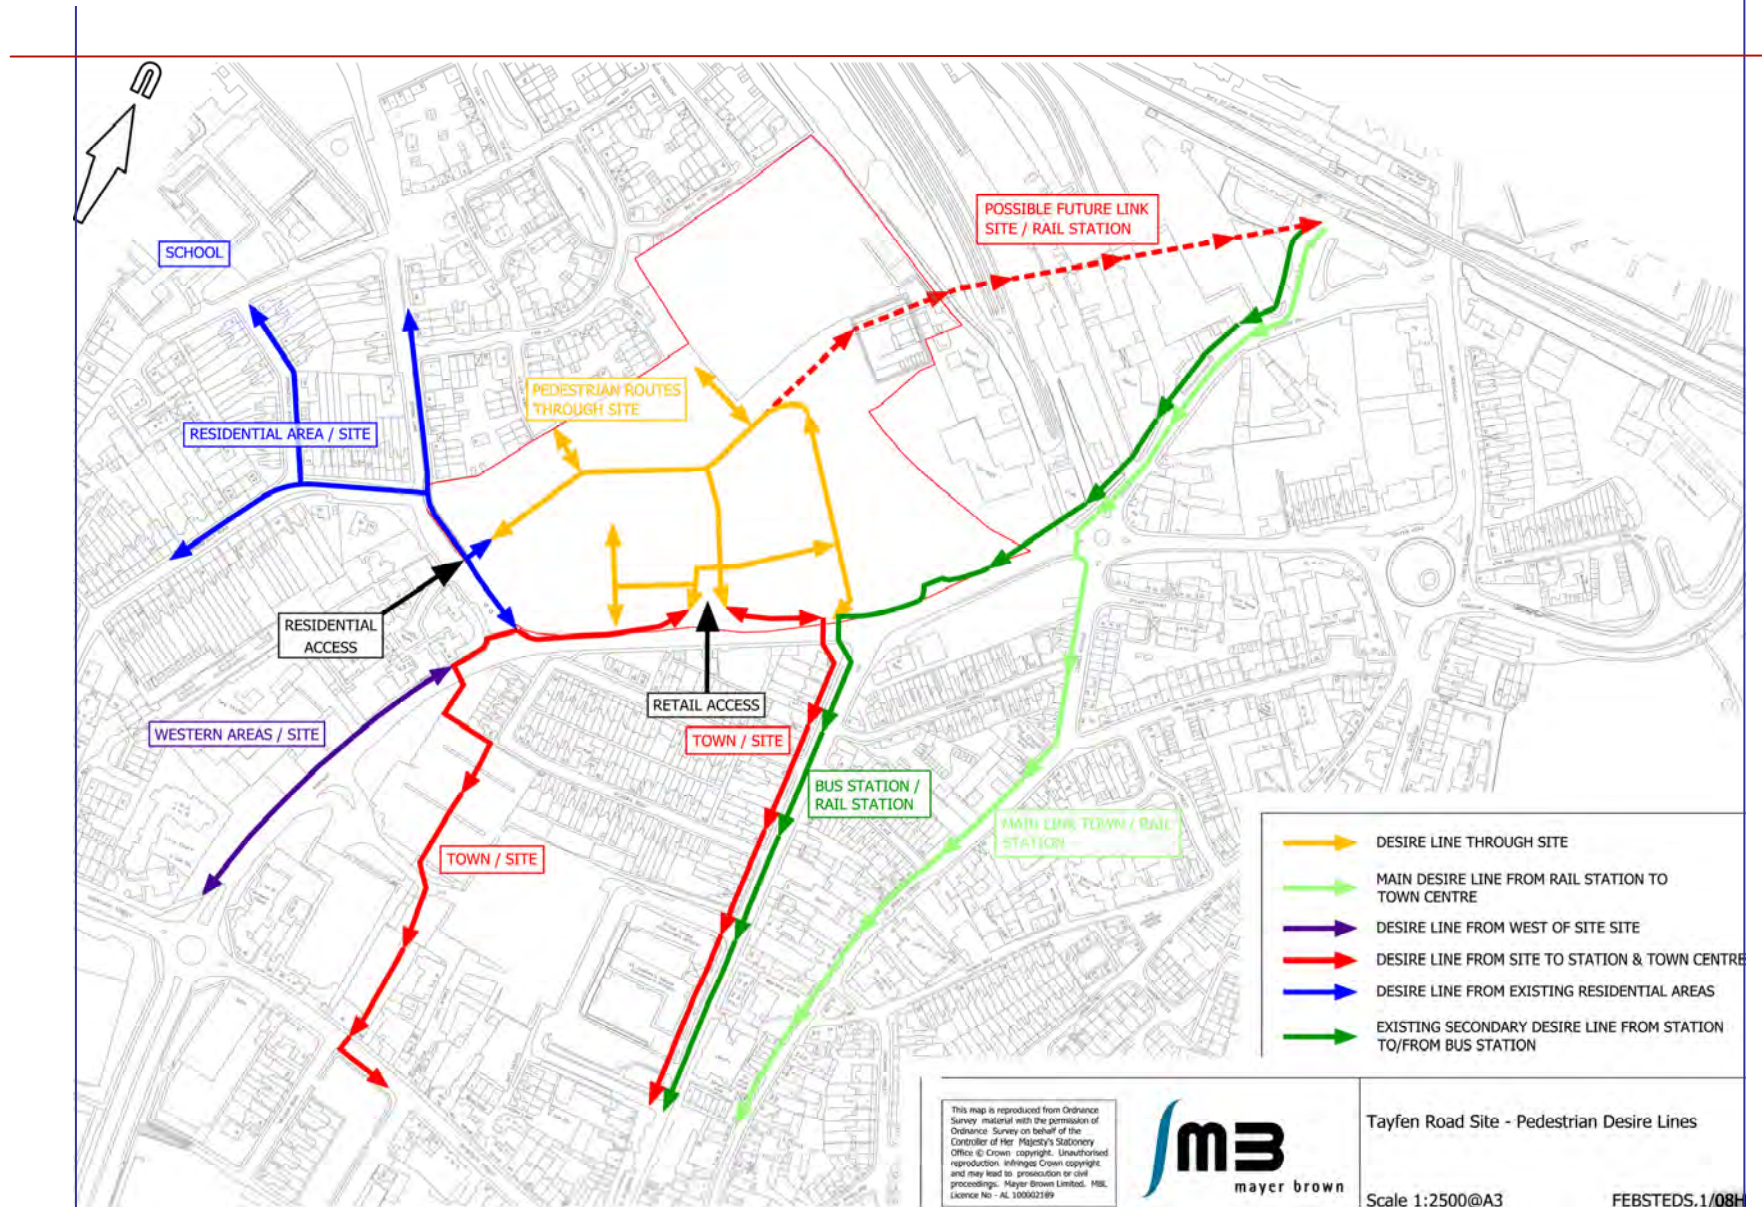 n
POSSIBLE FUTURE LINK
SITE / RAIL STATION
SCHOOL
PEDESTRIAN ROUTES
THROUGH SITE
RESIDENTIAL AREA / SITE
RESIDENTIAL
ACCESS
RETAIL ACCESS
WESTERN AREAS / SITE
TOWN / SITE
BUS STATION /
RAIL STATION
MAIN LINK TOWN / RAIL
STATION
TOWN / SITE
DESIRE LINE THROUGH SITE
MAIN DESIRE LINE FROM RAIL STATION TO
TOWN CENTRE
DESIRE LINE FROM WEST OF SITE SITE
DESIRE LINE FROM SITE TO STATION & TOWN CENTRE
DESIRE LINE FROM EXISTING RESIDENTIAL AREAS
EXISTING SECONDARY DESIRE LINE FROM STATION
TO/FROM BUS STATION
This map is reproduced from Ordnance
Survey material with the permission of
Ordnance Survey on behalf of the
Controller of Her Majesty's Stationery
Office © Crown copyright. Unauthorised
reproduction infringes Crown copyright
and may lead to prosecution or civil
proceedings. Mayer Brown Limited. MBL
Licence No - AL 100002189
mB
mayer brown
Tayfen Road Site - Pedestrian Desire Lines
Scale 1:2500@A3
FEBSTEDS.1/08H